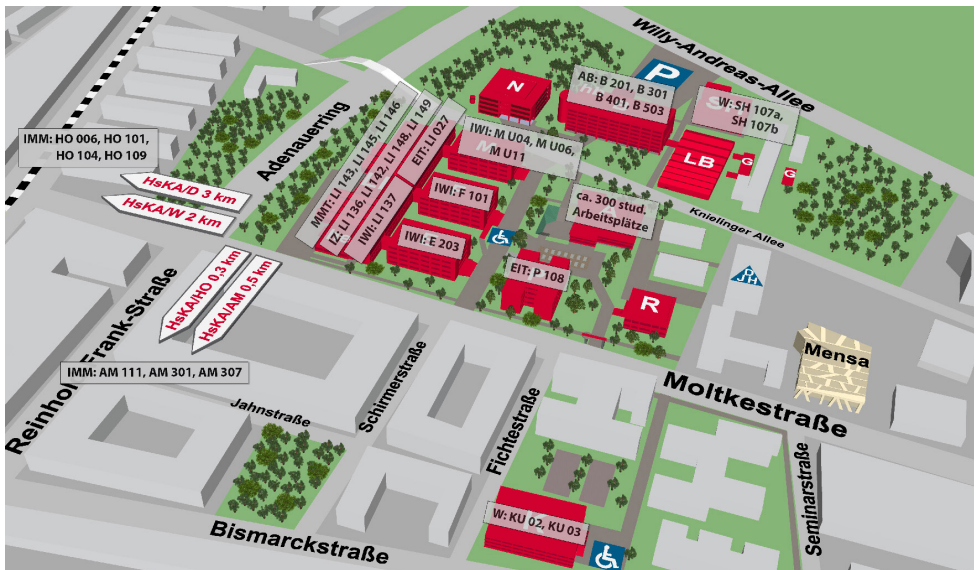 Willy-Andreas-Allee
P
N
AB: B 201, B 301
B 401, B 503
W: SH 107a,
SH 107b
Adenauerring
IMM: HO 006, HO 101,
HO 104, HO 109
MMT: LI 143, LI 145, LI 146
IZ: LI 136, LI 142, LI 148, LI 149
EIT: LI 027
IWI: LI 137
IWI: M U04, M U06,
M U11
LB
G
G
HsKA/D 3 km
HsKA/W 2 km
IWI: F 101
ca. 300 stud.
Arbeitsplätze
Knielinger Allee
IWI: E 203
EIT: P 108
DJH
R
HsKA/HO 0,3 km
HsKA/AM 0,5 km
Mensa
IMM: AM 111, AM 301, AM 307
Reinhold-Frank-Straße
Jahnstraße
Schirmerstraße
Fichtestraße
Moltkestraße
Seminarstraße
Bismarckstraße
W: KU 02, KU 03